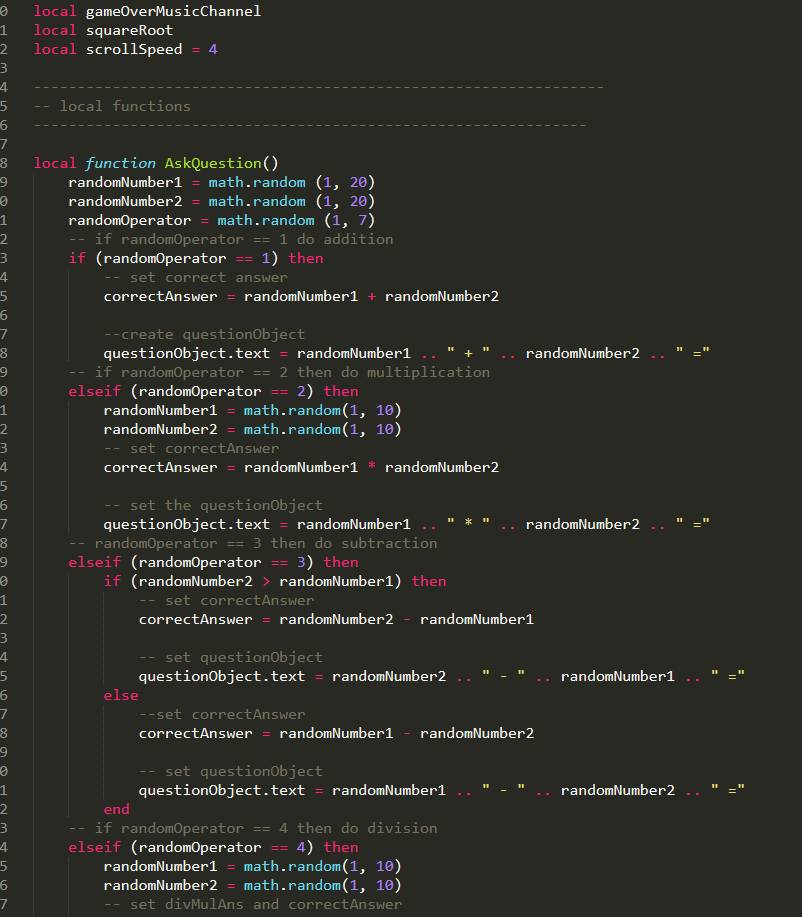 0 local gameOverMusicChannel
1 local squareRoot
2 local scrollSpeed = 4
3
4 -----------------------------------------------------------------
5 -- local functions
6 ---------------------------------------------------------------
7
8 local function AskQuestion()
9     randomNumber1 = math.random (1, 20)
0     randomNumber2 = math.random (1, 20)
1     randomOperator = math.random (1, 7)
2     -- if randomOperator == 1 do addition
3     if (randomOperator == 1) then
4         -- set correct answer
5         correctAnswer = randomNumber1 + randomNumber2
6
7         --create questionObject
8         questionObject.text = randomNumber1 .. " + " .. randomNumber2 .. " ="
9     -- if randomOperator == 2 then do multiplication
0     elseif (randomOperator == 2) then
1         randomNumber1 = math.random(1, 10)
2         randomNumber2 = math.random(1, 10)
3         -- set correctAnswer
4         correctAnswer = randomNumber1 * randomNumber2
5
6         -- set the questionObject
7         questionObject.text = randomNumber1 .. " * " .. randomNumber2 .. " ="
8     -- randomOperator == 3 then do subtraction
9     elseif (randomOperator == 3) then
0         if (randomNumber2 > randomNumber1) then
1             -- set correctAnswer
2             correctAnswer = randomNumber2 - randomNumber1
3
4             -- set questionObject
5             questionObject.text = randomNumber2 .. " - " .. randomNumber1 .. " ="
6         else
7             --set correctAnswer
8             correctAnswer = randomNumber1 - randomNumber2
9
0             -- set questionObject
1             questionObject.text = randomNumber1 .. " - " .. randomNumber2 .. " ="
2         end
3     -- if randomOperator == 4 then do division
4     elseif (randomOperator == 4) then
5         randomNumber1 = math.random(1, 10)
6         randomNumber2 = math.random(1, 10)
7         -- set divMulAns and correctAnswer